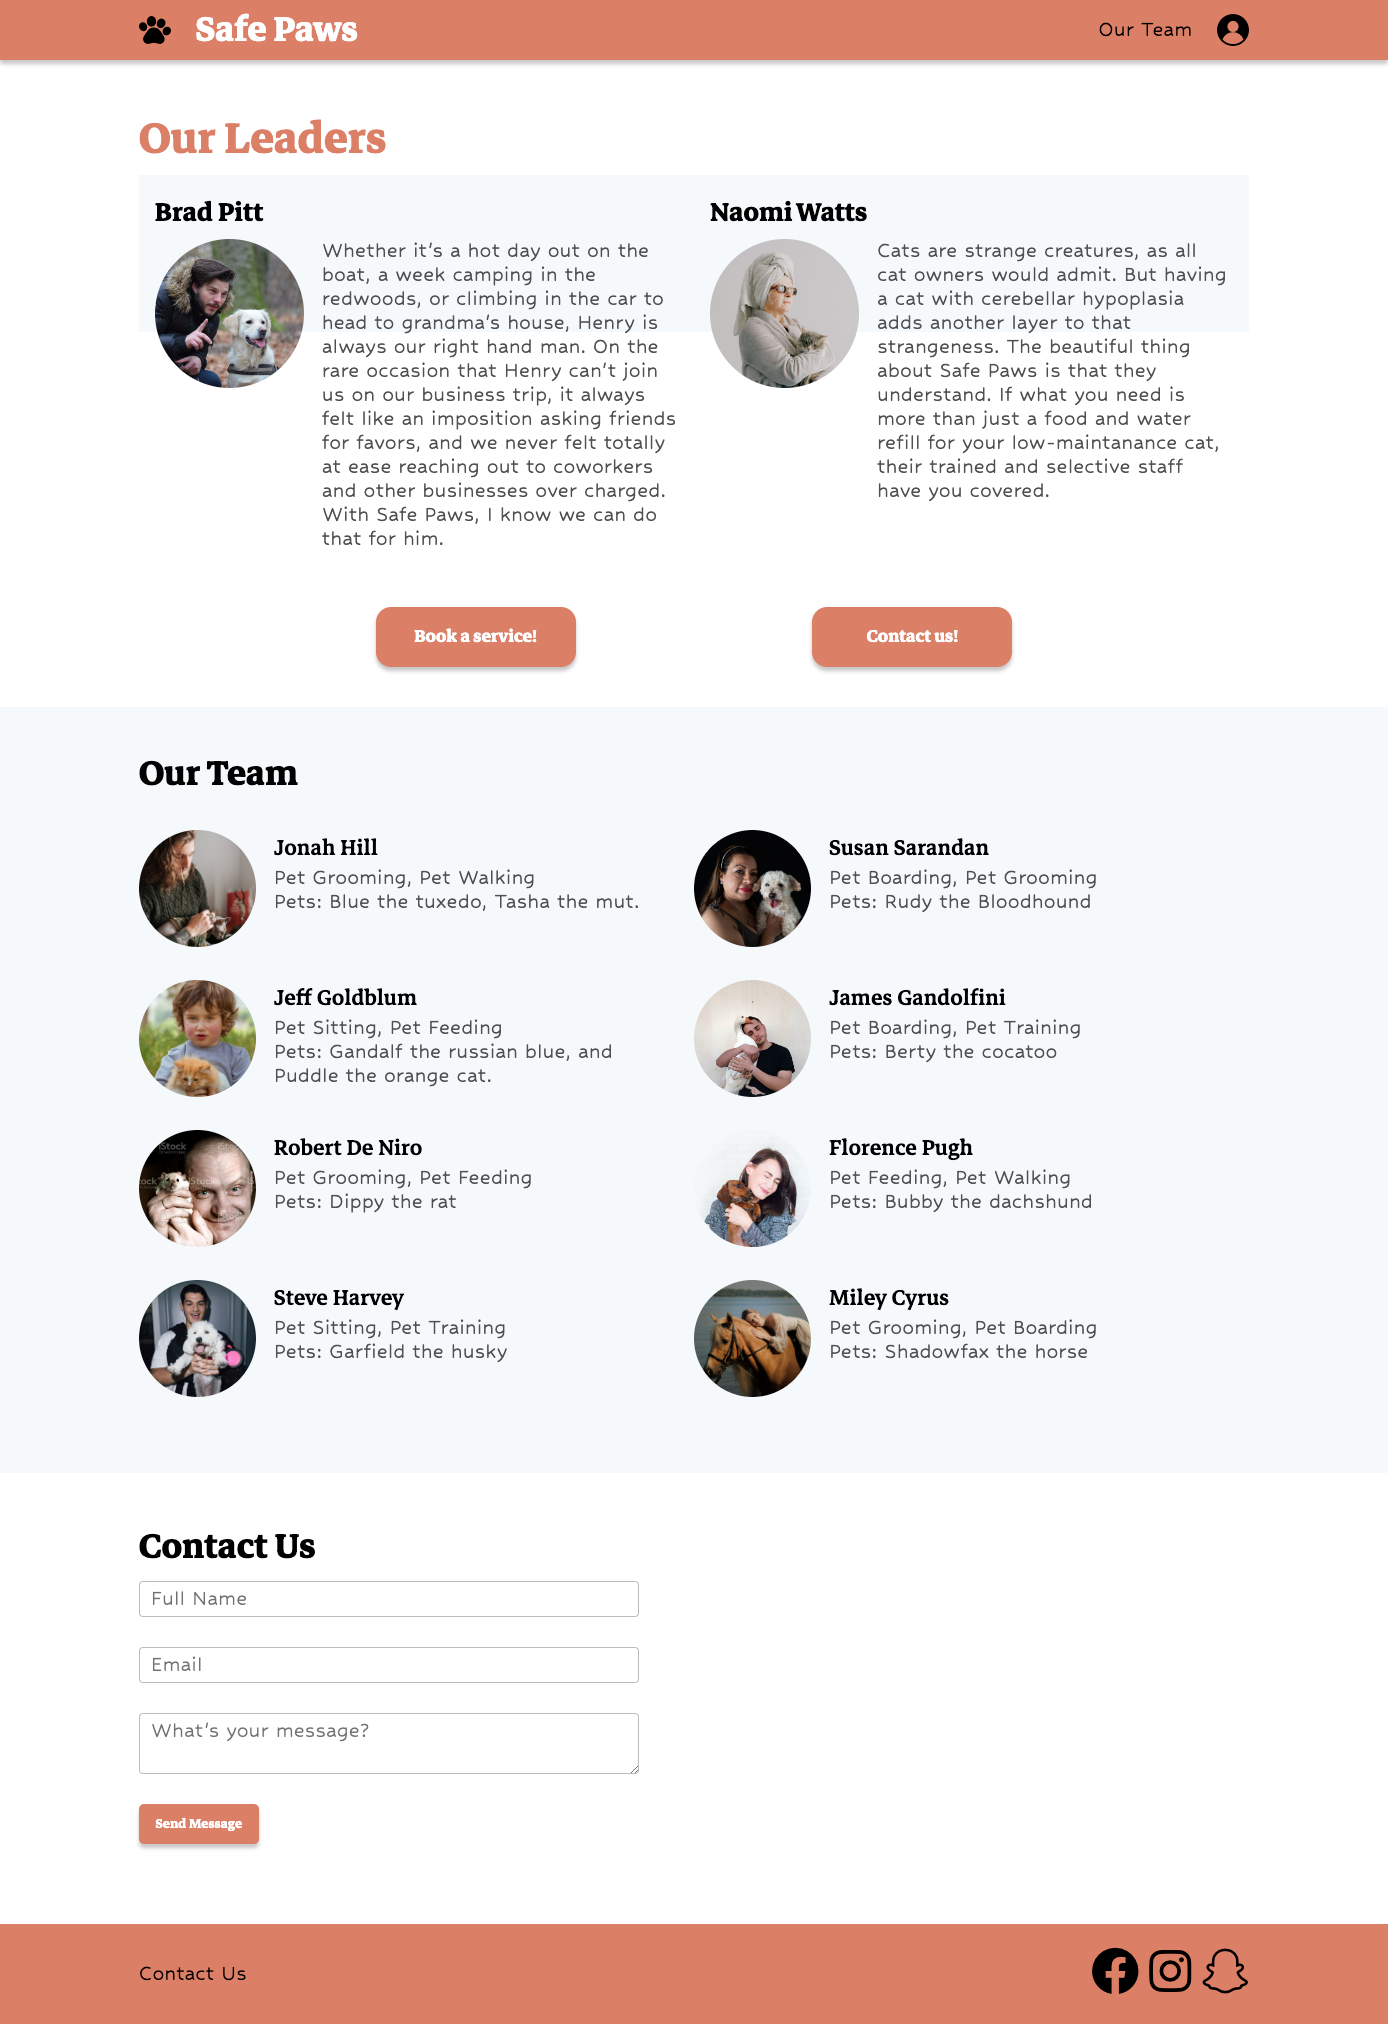 Safe Paws
Our Team
Our Leaders
Brad Pitt
Whether it's a hot day out on the
boat, a week camping in the
redwoods, or climbing in the car to
head to grandma's house, Henry is
always our right hand man. On the
rare occasion that Henry can't join
us on our business trip, it always
felt like an imposition asking friends
for favors, and we never felt totally
at ease reaching out to coworkers
and other businesses over charged.
With Safe Paws, I know we can do
that for him.
Naomi Watts
Cats are strange creatures, as all
cat owners would admit. But having
a cat with cerebellar hypoplasia
adds another layer to that
strangeness. The beautiful thing
about Safe Paws is that they
understand. If what you need is
more than just a food and water
refill for your low-maintanance cat,
their trained and selective staff
have you covered.
Book a service!
Contact us!
Our Team
Jonah Hill
Pet Grooming, Pet Walking
Pets: Blue the tuxedo, Tasha the mut.
Susan Sarandan
Pet Boarding, Pet Grooming
Pets: Rudy the Bloodhound
Jeff Goldblum
Pet Sitting, Pet Feeding
Pets: Gandalf the russian blue, and
Puddle the orange cat.
James Gandolfini
Pet Boarding, Pet Training
Pets: Berty the cocatoo
iStock
Robert De Niro
Pet Grooming, Pet Feeding
Pets: Dippy the rat
Florence Pugh
Pet Feeding, Pet Walking
Pets: Bubby the dachshund
Steve Harvey
Pet Sitting, Pet Training
Pets: Garfield the husky
Miley Cyrus
Pet Grooming, Pet Boarding
Pets: Shadowfax the horse
Contact Us
Full Name
Email
What's your message?
Send Message
Contact Us